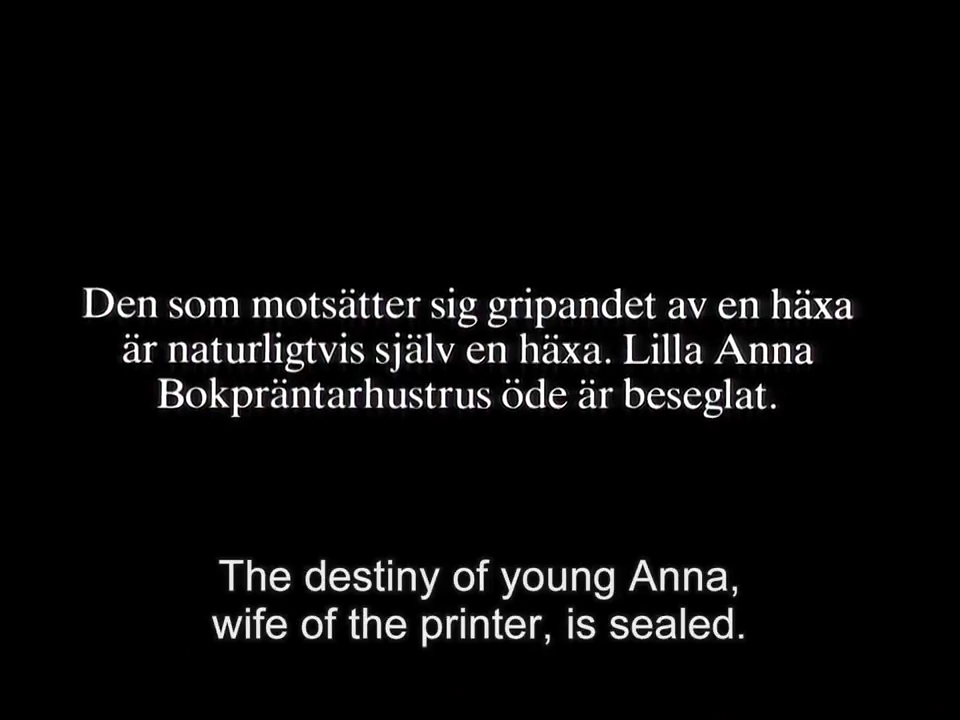 Den som motsätter sig gripandet av en häxa
är naturligtvis själv en häxa. Lilla Anna
Bokpräntarhustrus öde är beseglat.
The destiny of young Anna,
wife of the printer, is sealed.